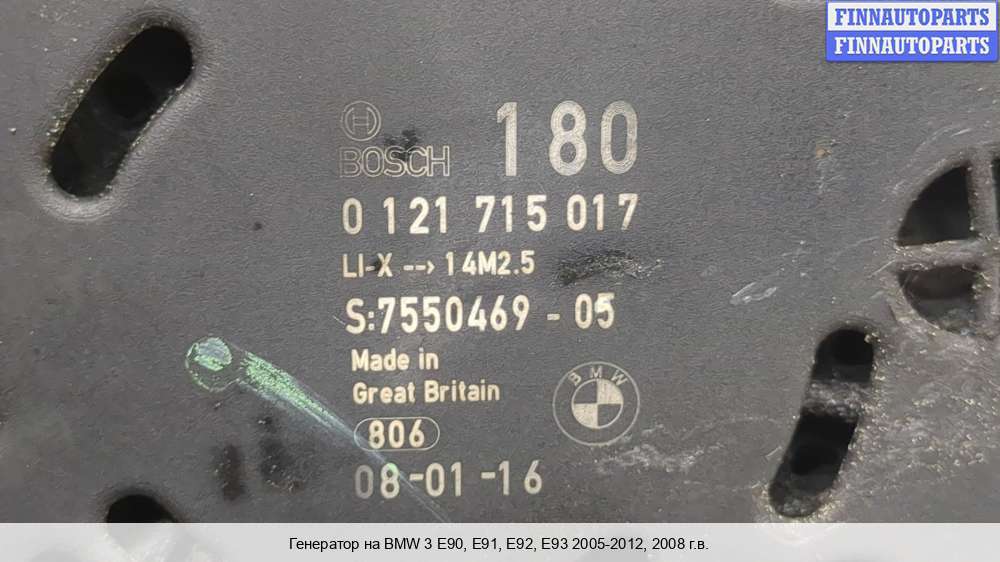 FINNAUTOPARTS
FINNAUTOPARTS
BOSCH
180
0 121 715 017
LI-X --> 14M2.5
S:7550469 - 05
Made in
Great Britain
BMW
806
08-01-16
Генератор на BMW 3 E90, E91, E92, E93 2005-2012, 2008 г.в.